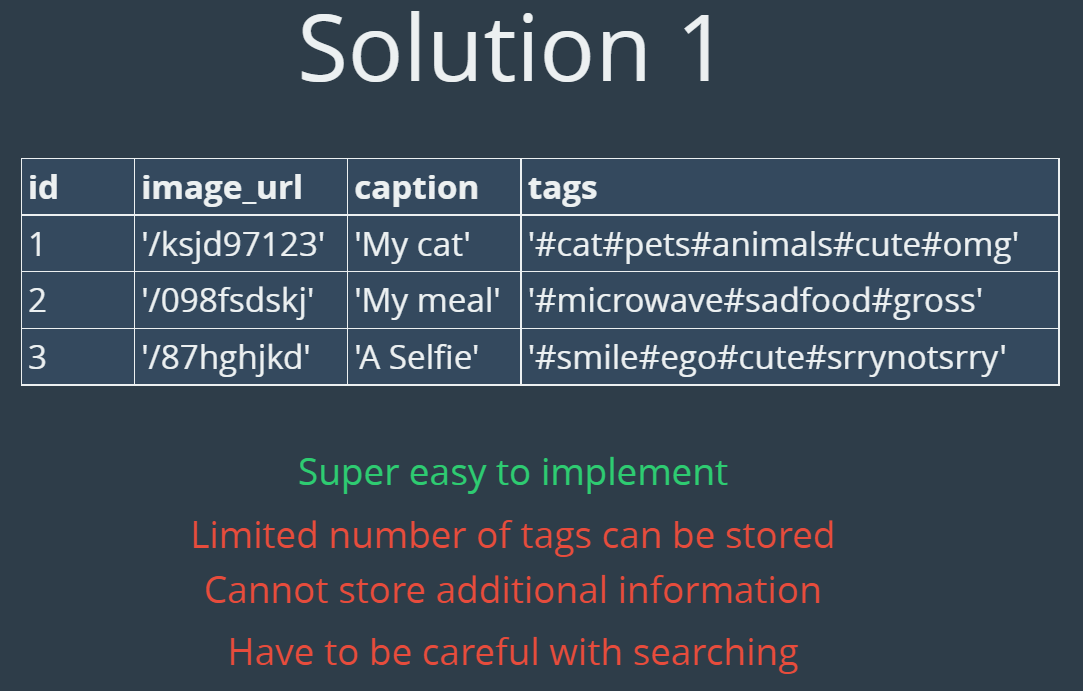 Solution 1
id image_url caption tags
1 '/ksjd97123' 'My cat' '#cat#pets#animals#cute#omg'
2 '/098fsdskj' 'My meal' '#microwave#sadfood#gross'
3 '/87hghjkd' 'A Selfie' '#smile#ego#cute#srrynotsrry'
Super easy to implement
Limited number of tags can be stored
Cannot store additional information
Have to be careful with searching